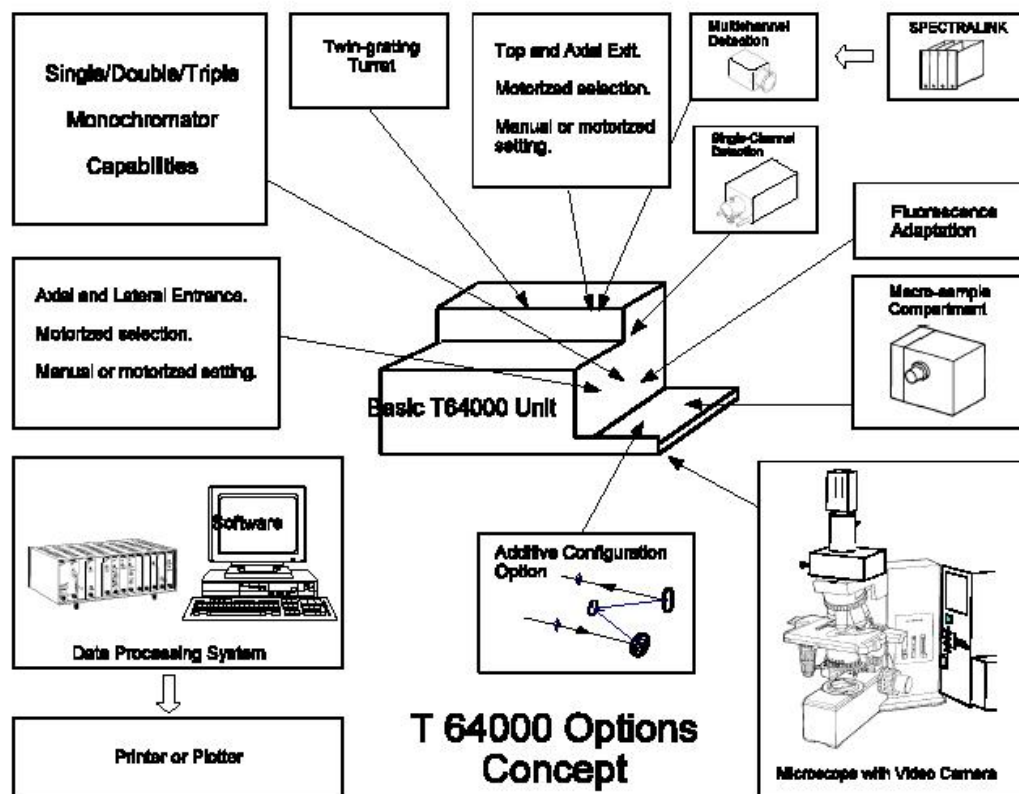 Single/Double/Triple
Monochromator
Capabilities
Twin-grating
Turret
Top and Axial Exit.
Motorized selection.
Manual or motorized
setting.
Multichannel
Detection
SPECTRALINK
Single-Channel
Detection
Fluorescence
Adaptation
Axial and Lateral Entrance.
Motorized selection.
Manual or motorized setting.
Macro-sample
Compartment
Basic T64000 Unit
Software
Data Processing System
Additive Configuration
Option
Printer or Plotter
T 64000 Options
Concept
Microscope with Video Camera